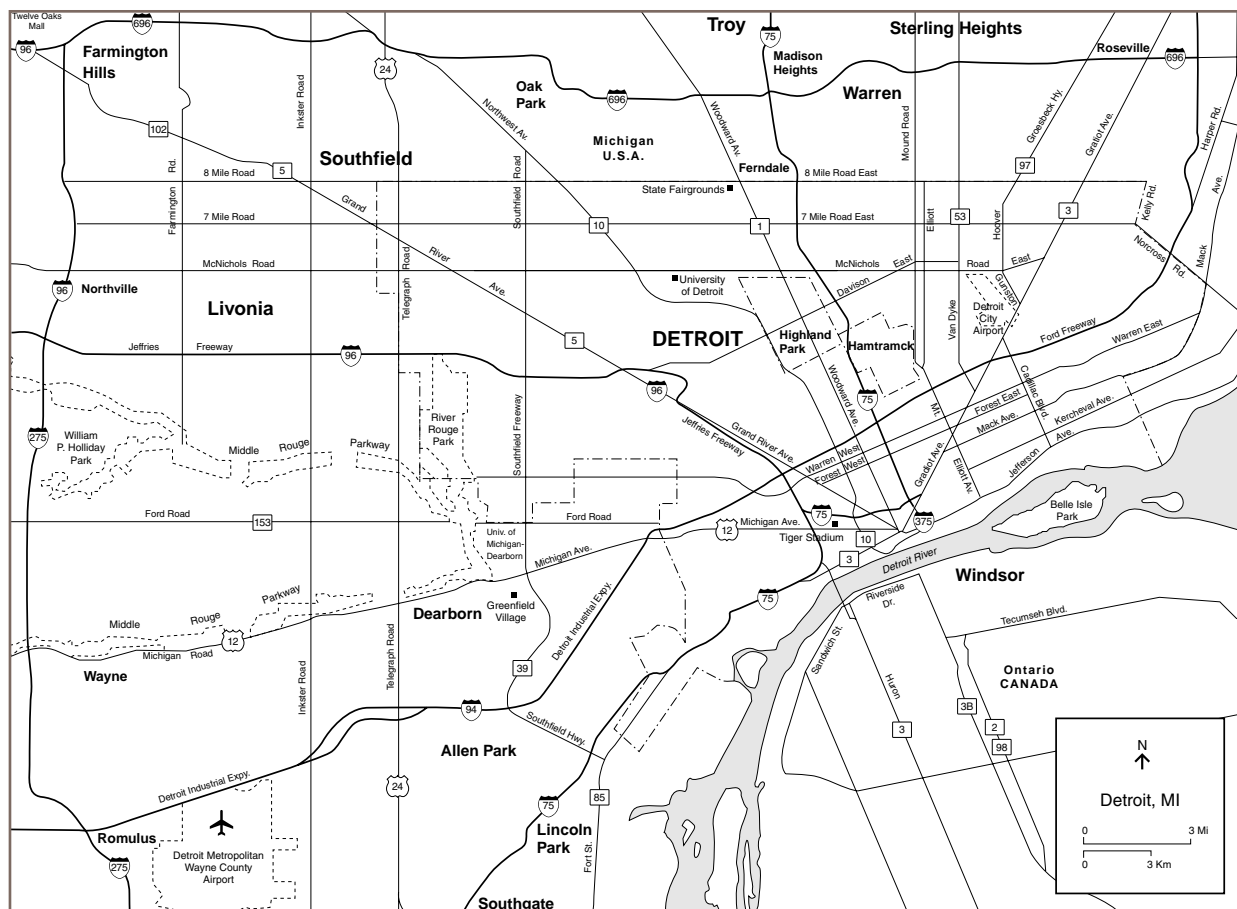 Twelve Oaks
Mall
696
96
Farmington
Hills
24
Troy
75
Madison
Heights
Sterling Heights
Roseville
696
Oak
Park
696
Warren
Inkster Road
Northwest Av.
Woodward Av.
Mound Road
Groesbeck Hy.
Gratiot Ave.
Harper Rd.
102
Michigan
U.S.A.
Southfield
5
Farmington
Rd.
Southfield
Road
Ferndale
97
8 Mile Road
8 Mile Road East
State Fairgrounds
Kelly Rd.
Ave.
Grand
7 Mile Road
10
1
7 Mile Road East
Elliott
53
Hoover
3
River
Norcross
Rd.
Mack
McNichols Road
McNichols
Road
East
Davison
East
Telegraph Road
University
of Detroit
Gunston
96
Northville
Ave.
Livonia
Detroit
City
Airport
Van Dyke
DETROIT
Highland
Park
Hamtramck
Ford Freeway
Warren East
Jeffries
Freeway
96
5
96
75
Woodward Ave.
Mt.
Elliott Av.
Cadillac Blvd.
Forest East
Mack Ave.
Kercheval Ave.
River
Rouge
Park
Southfield Freeway
275
William
P. Holliday
Park
Middle
Rouge
Parkway
Grand River Ave.
Jeffries Freeway
Warren West
Forest West
Gradiot Ave.
Jefferson
Ave.
Belle Isle
Park
Ford Road
153
Ford Road
Univ. of
Michigan-
Dearborn
12
Michigan Ave.
75
Tiger Stadium
375
10
3
Detroit River
Michigan Ave.
Windsor
Riverside
Dr.
Tecumseh Blvd.
Detroit Industrial Expy.
75
Greenfield
Village
Dearborn
Middle
Rouge
Parkway
12
Michigan
Road
Wayne
Inkster Road
Telegraph Road
39
Sandwich St.
Huron
Ontario
CANADA
94
Southfield Hwy.
3B
2
98
3
Allen Park
Detroit Industrial Expy.
24
75
85
Lincoln
Park
Fort St.
Romulus
275
Detroit Metropolitan
Wayne County
Airport
Southgate
N
Detroit, MI
0
3 Mi
0
3 Km